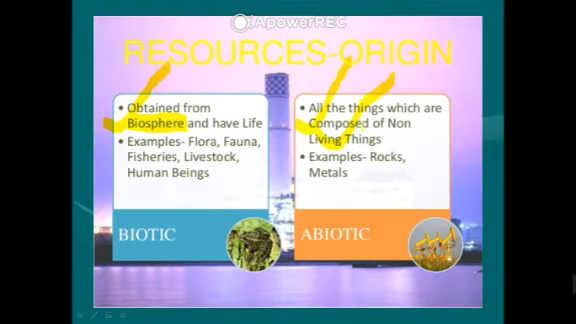 ApowerREC
RESOURCES-ORIGIN
• Obtained from
Biosphere and have Life
• Examples- Flora, Fauna,
Fisheries, Livestock,
Human Beings
BIOTIC
• All the things which are
Composed of Non
Living Things
• Examples- Rocks,
Metals
ABIOTIC